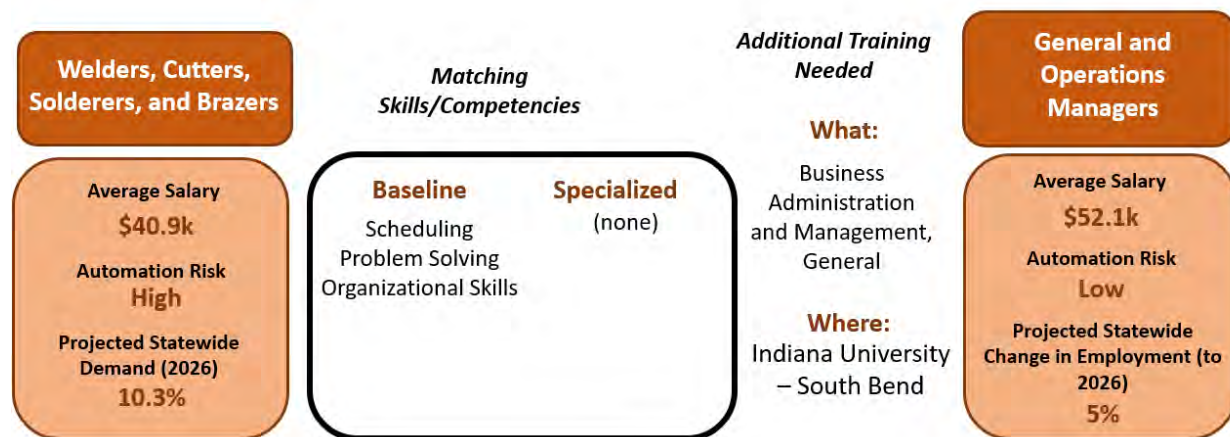 Welders, Cutters,
Solderers, and Brazers
Average Salary
$40.9k
Automation Risk
High
Projected Statewide
Demand (2026)
10.3%
Matching
Skills/Competencies
Baseline
Scheduling
Problem Solving
Organizational Skills
Specialized
(none)
Additional Training
Needed
What:
Business
Administration
and Management,
General
Where:
Indiana University
– South Bend
General and
Operations
Managers
Average Salary
$52.1k
Automation Risk
Low
Projected Statewide
Change in Employment (to
2026)
5%